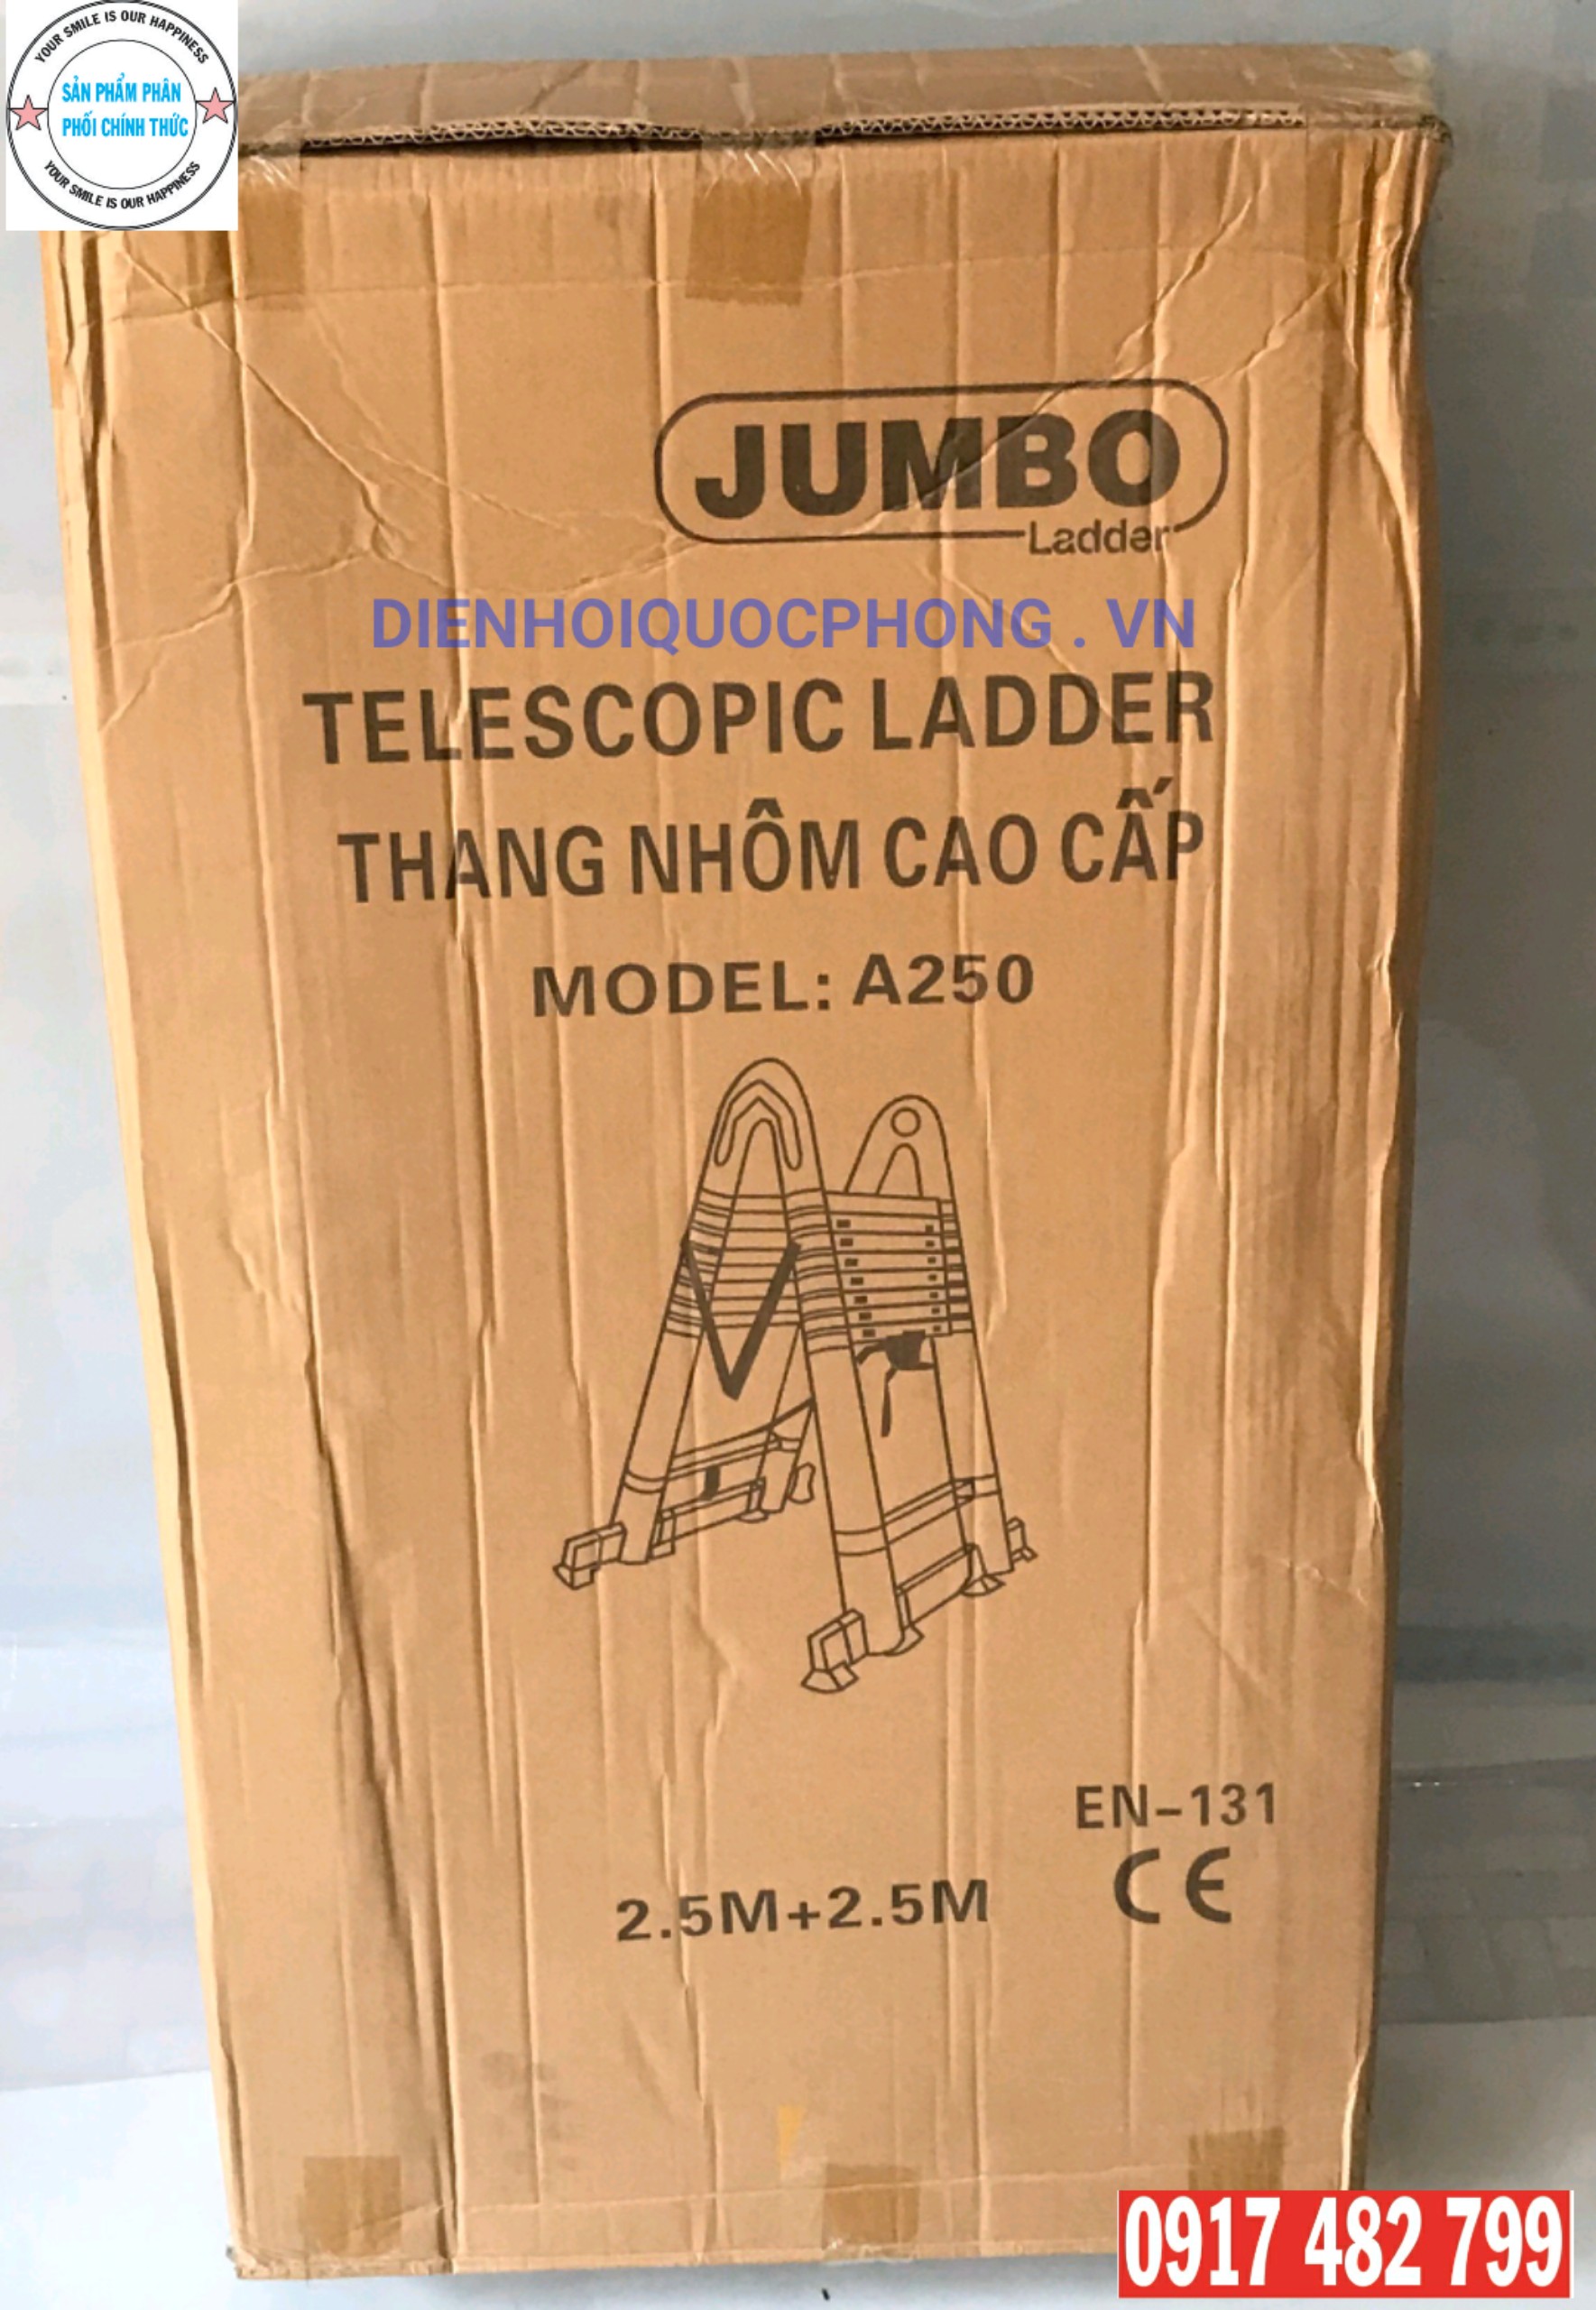 YOUR SMILE IS OUR HAPPINESS
SẢN PHẨM PHÂN
PHỐI CHÍNH THỨC
YOUR SMILE IS OUR HAPPINESS
JUMBO
Ladder
DIENHOIQUOCPHONG . VN
TELESCOPIC LADDER
THANG NHÔM CAO CẤP
MODEL: A250
EN-131
2.5M+2.5M
CE
0917 482 799